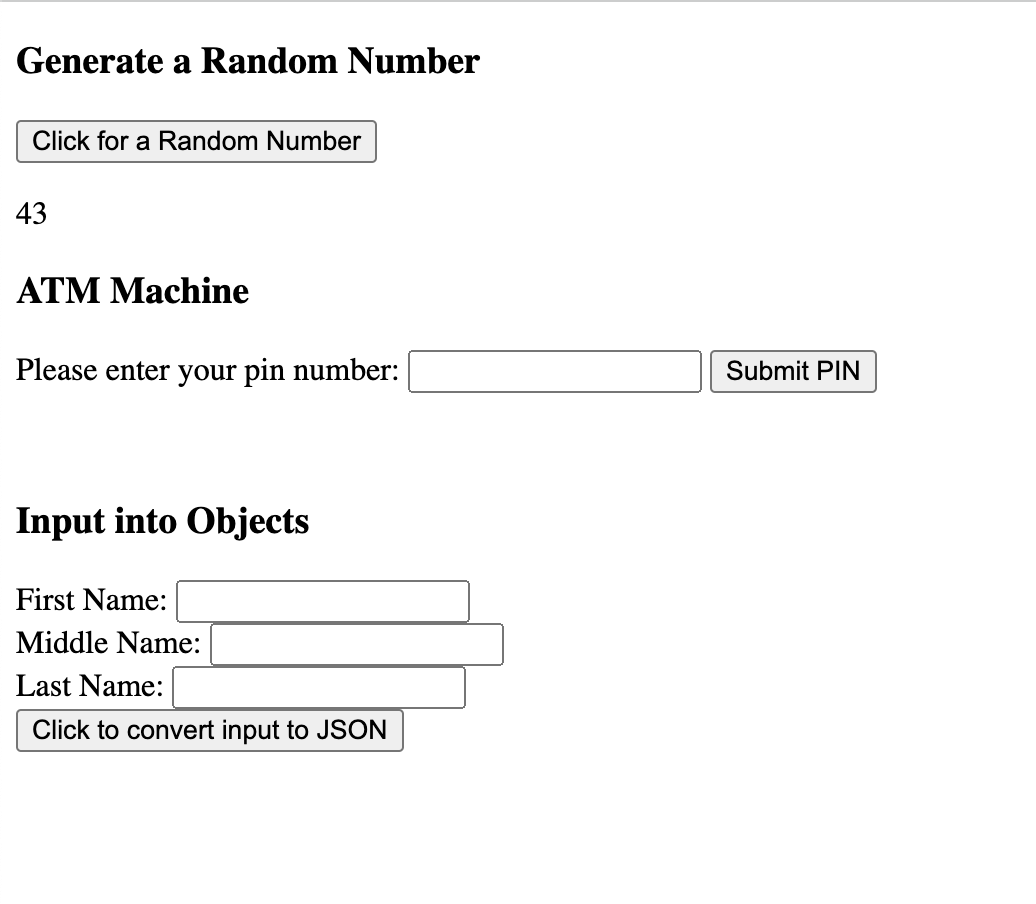 Generate a Random Number
Click for a Random Number
43
ATM Machine
Please enter your pin number: Submit PIN
Input into Objects
First Name:
Middle Name:
Last Name:
Click to convert input to JSON